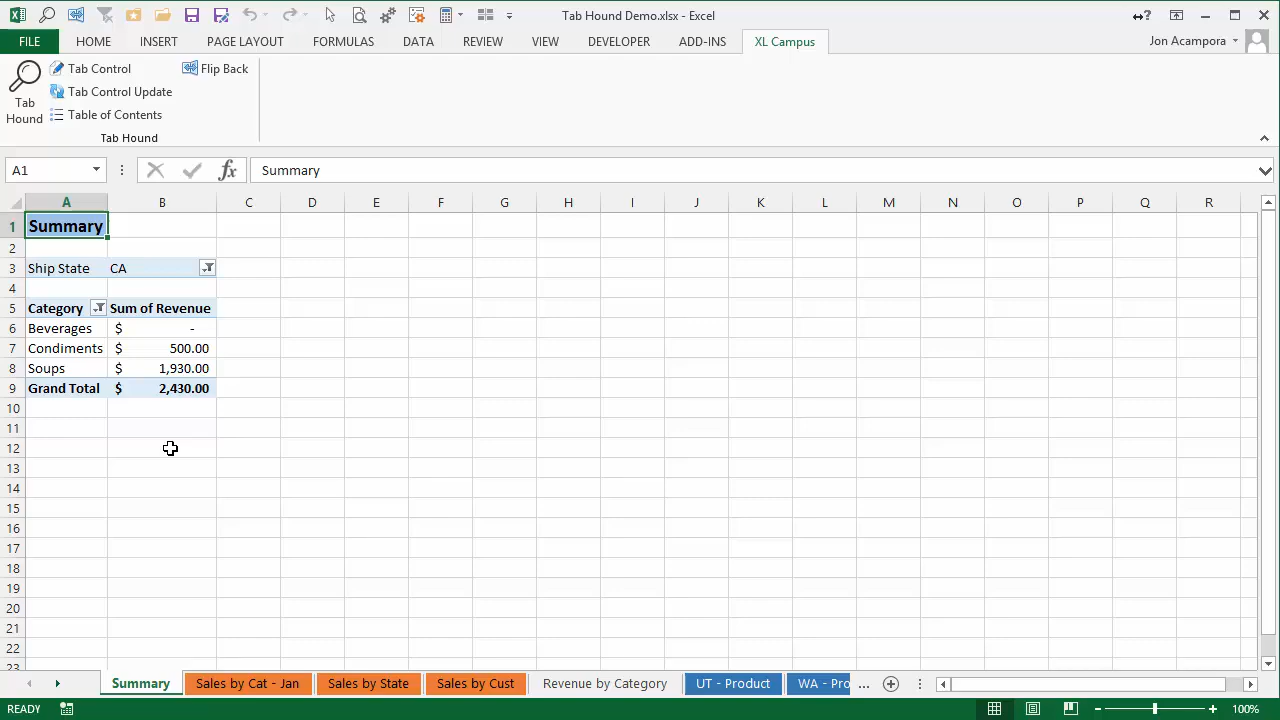 Tab Hound Demo.xlsx - Excel
FILE HOME INSERT PAGE LAYOUT FORMULAS DATA REVIEW VIEW DEVELOPER ADD-INS XL Campus Jon Acampora
Tab Hound
Tab Control
Flip Back
Tab Control Update
Table of Contents
Tab Hound
A1 fx Summary
A B C D E F G H I J K L M N O P Q R
1 Summary
2
3 Ship State CA
4
5 Category Sum of Revenue
6 Beverages $ -
7 Condiments $ 500.00
8 Soups $ 1,930.00
9 Grand Total $ 2,430.00
10
11
12
13
14
15
16
17
18
19
20
21
22
23
Summary Sales by Cat - Jan Sales by State Sales by Cust Revenue by Category UT - Product WA - Pro ...
READY 100%